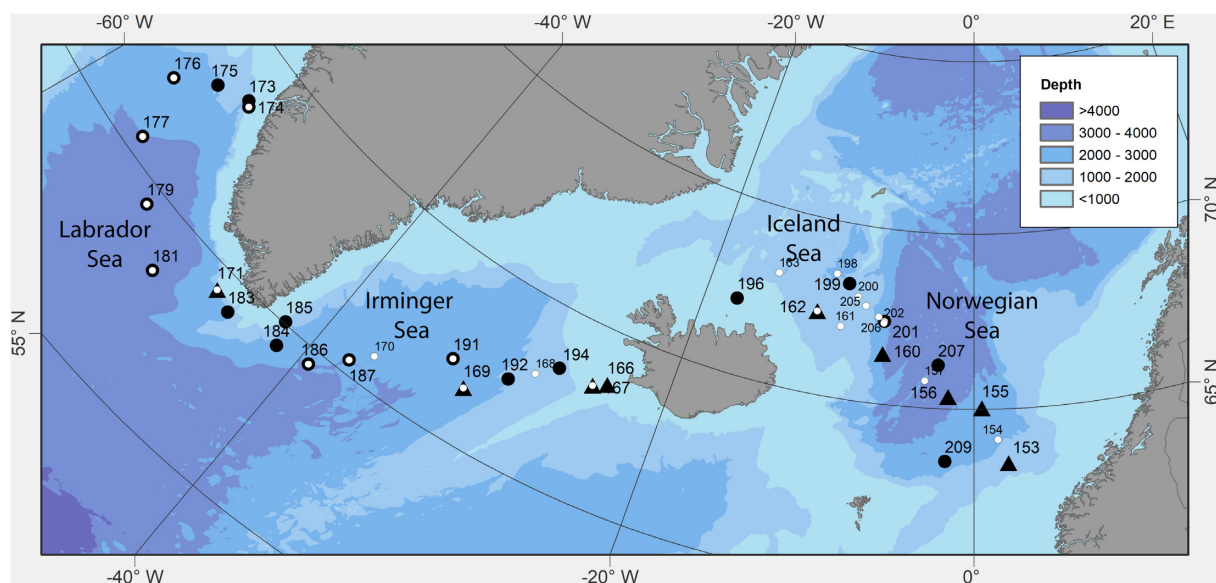 -60° W
-40° W
-20° W
0°
20° E
Depth
>4000
3000 - 4000
2000 - 3000
1000 - 2000
<1000
176
175
173
174
177
179
Labrador
Sea
181
171
183
184
185
186
187
170
Irminger
Sea
191
169
192
168
194
166
67
196
163
Iceland
Sea
198
199
200
162
205
161
202
206
201
Norwegian
Sea
160
207
157
156
155
154
153
209
55° N
70° N
65° N
-40° W
-20° W
0°